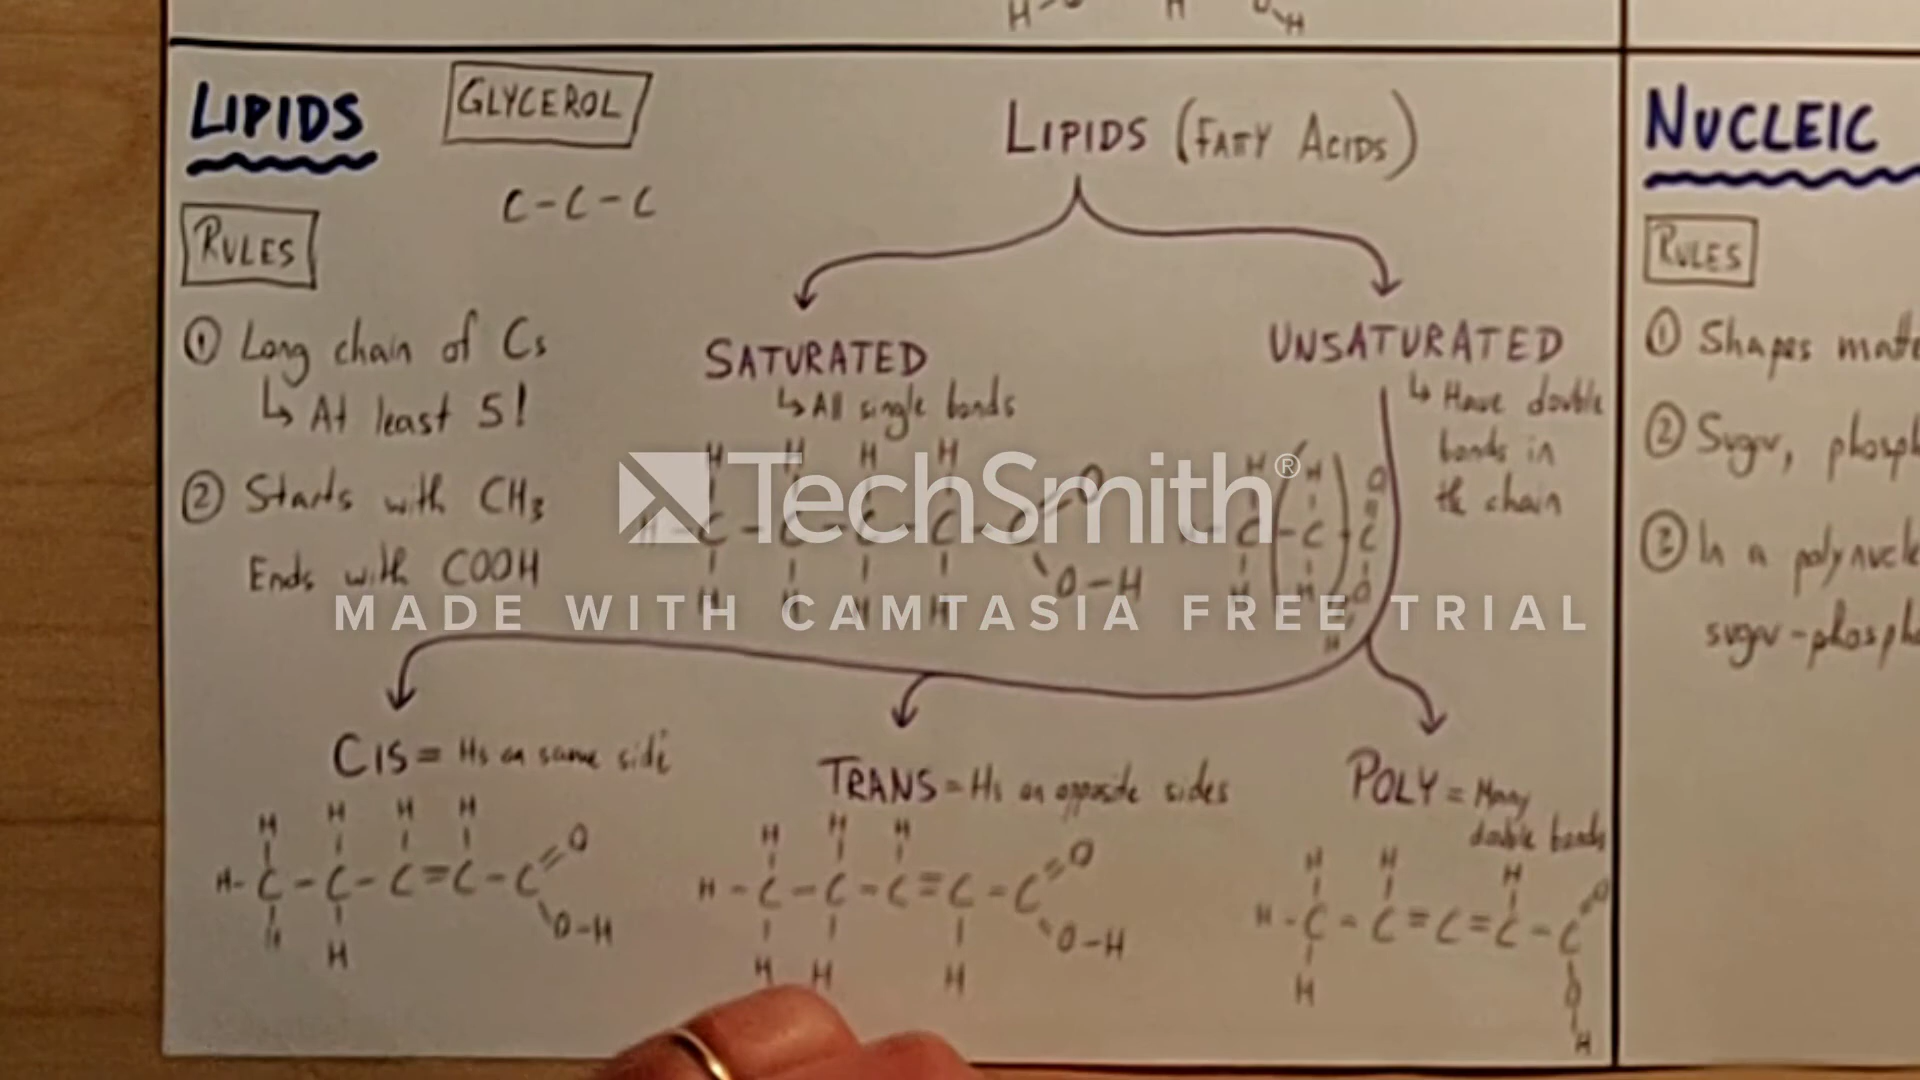 LIPIDS
GLYCEROL
C-C-C
RULES
① Long chain of Cs
↳ At least 5!
② Starts with CH3
Ends with COOH
LIPIDS (FATY ACIDS)
SATURATED
↳ All single bonds
H H H H
C - C - C - C - C O
O-H
H H H H
UNSATURATED
↳ Have double
bonds in
the chain
H H O
C - C - C
H H O
H
TechSmith®
MADE WITH CAMTASIA FREE TRIAL
CIS = Hs on same side
H H H H
H-C-C-C=C-C=O
O-H
H H
TRANS = Hs on opposite sides
H H H
H-C-C-C=C-C=O
O-H
H H H
POLY = Many
double bonds
H H H
H-C-C=C=C-C=O
H O
H
NUCLEIC
RULES
① Shapes
② Sugar,
③ In a